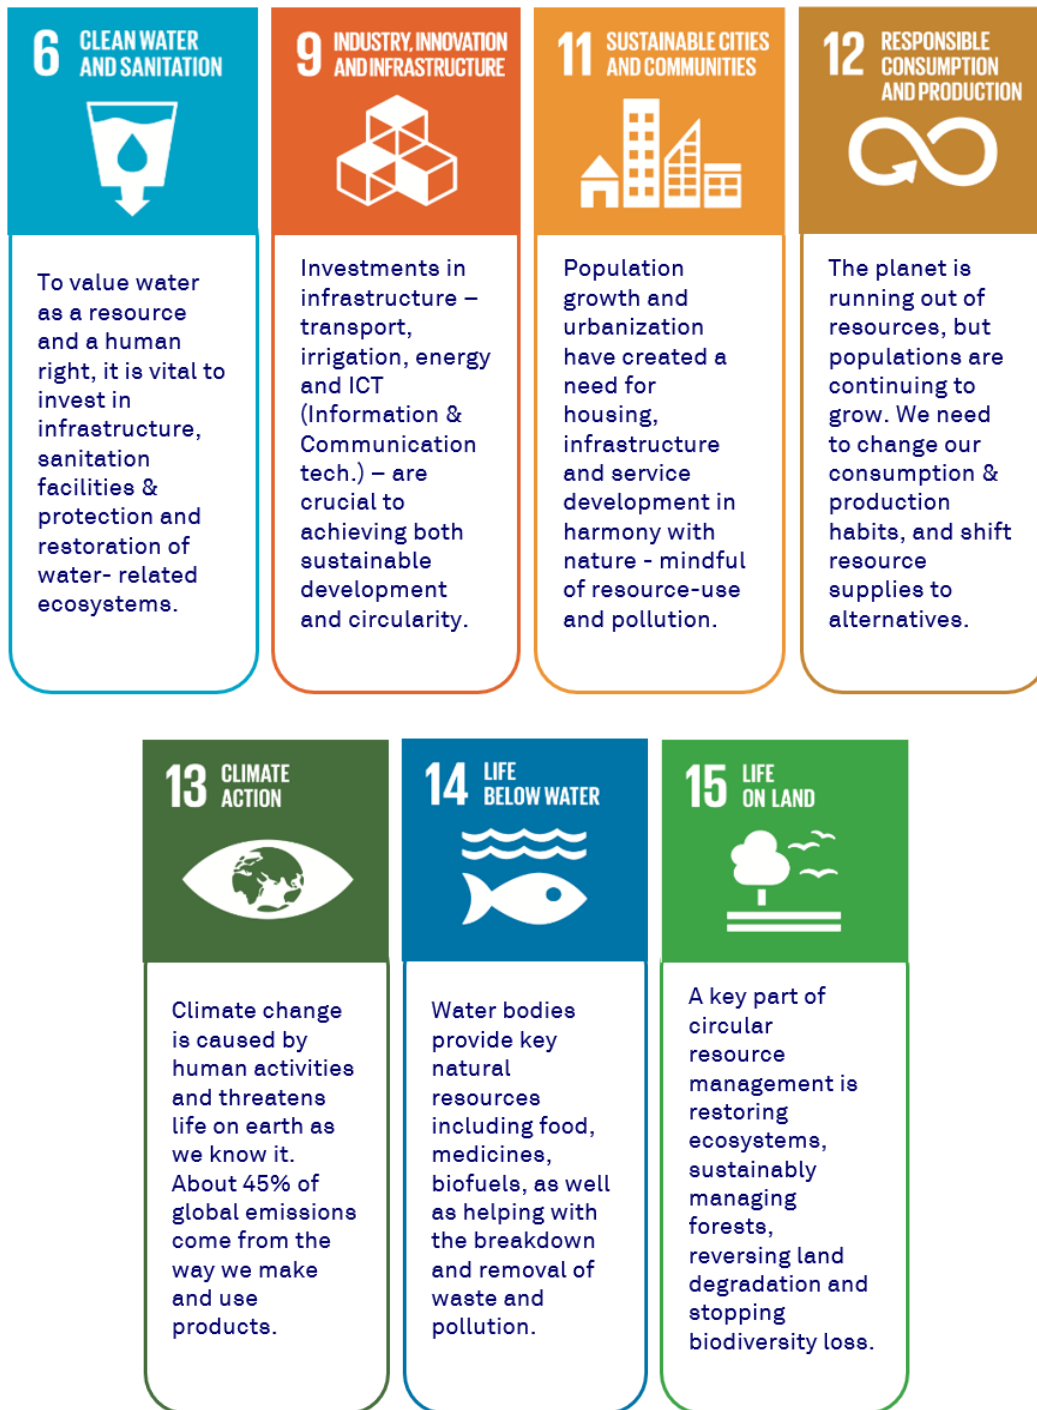 6 CLEAN WATER
AND SANITATION
To value water
as a resource
and a human
right, it is vital to
invest in
infrastructure,
sanitation
facilities &
protection and
restoration of
water- related
ecosystems.
9 INDUSTRY, INNOVATION
AND INFRASTRUCTURE
Investments in
infrastructure –
transport,
irrigation, energy
and ICT
(Information &
Communication
tech.) – are
crucial to
achieving both
sustainable
development
and circularity.
11 SUSTAINABLE CITIES
AND COMMUNITIES
Population
growth and
urbanization
have created a
need for
housing,
infrastructure
and service
development in
harmony with
nature - mindful
of resource-use
and pollution.
12 RESPONSIBLE
CONSUMPTION
AND PRODUCTION
The planet is
running out of
resources, but
populations are
continuing to
grow. We need
to change our
consumption &
production
habits, and shift
resource
supplies to
alternatives.
13 CLIMATE
ACTION
Climate change
is caused by
human activities
and threatens
life on earth as
we know it.
About 45% of
global emissions
come from the
way we make
and use
products.
14 LIFE
BELOW WATER
Water bodies
provide key
natural
resources
including food,
medicines,
biofuels, as well
as helping with
the breakdown
and removal of
waste and
pollution.
15 LIFE
ON LAND
A key part of
circular
resource
management is
restoring
ecosystems,
sustainably
managing
forests,
reversing land
degradation and
stopping
biodiversity loss.